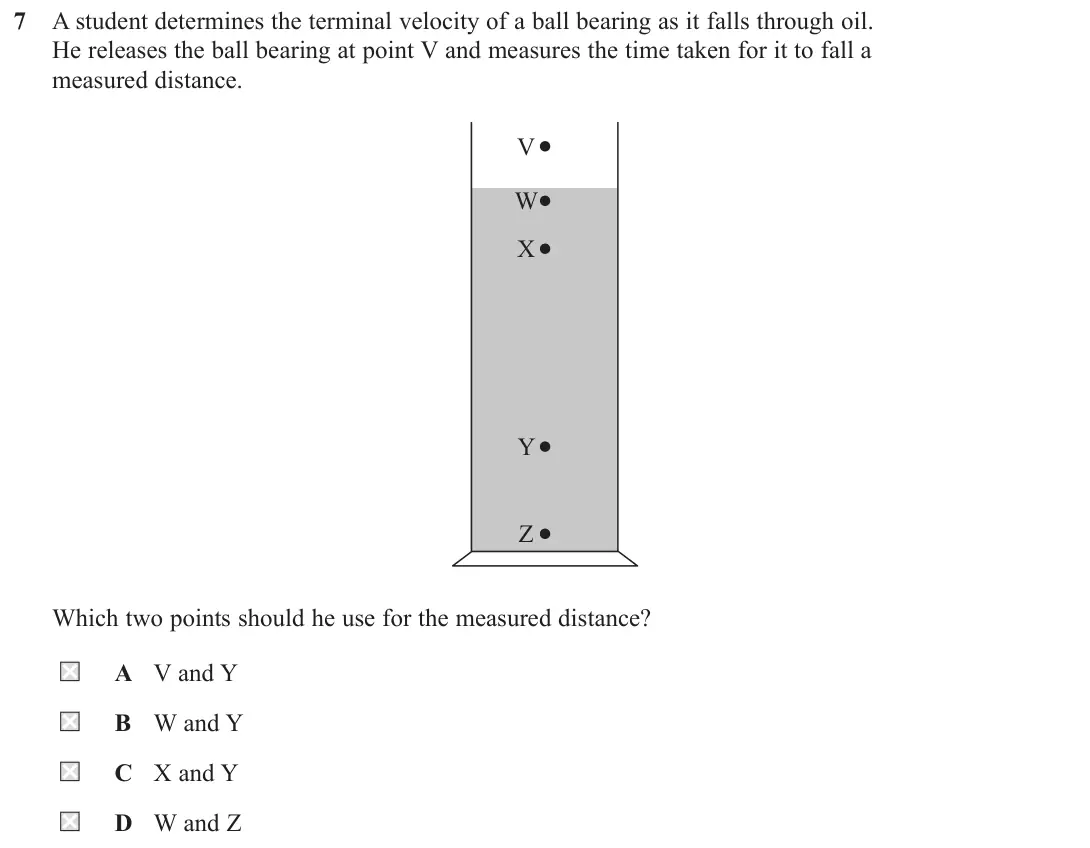 7 A student determines the terminal velocity of a ball bearing as it falls through oil.
He releases the ball bearing at point V and measures the time taken for it to fall a
measured distance.
V
W
X
Y
Z
Which two points should he use for the measured distance?
A V and Y
B W and Y
C X and Y
D W and Z